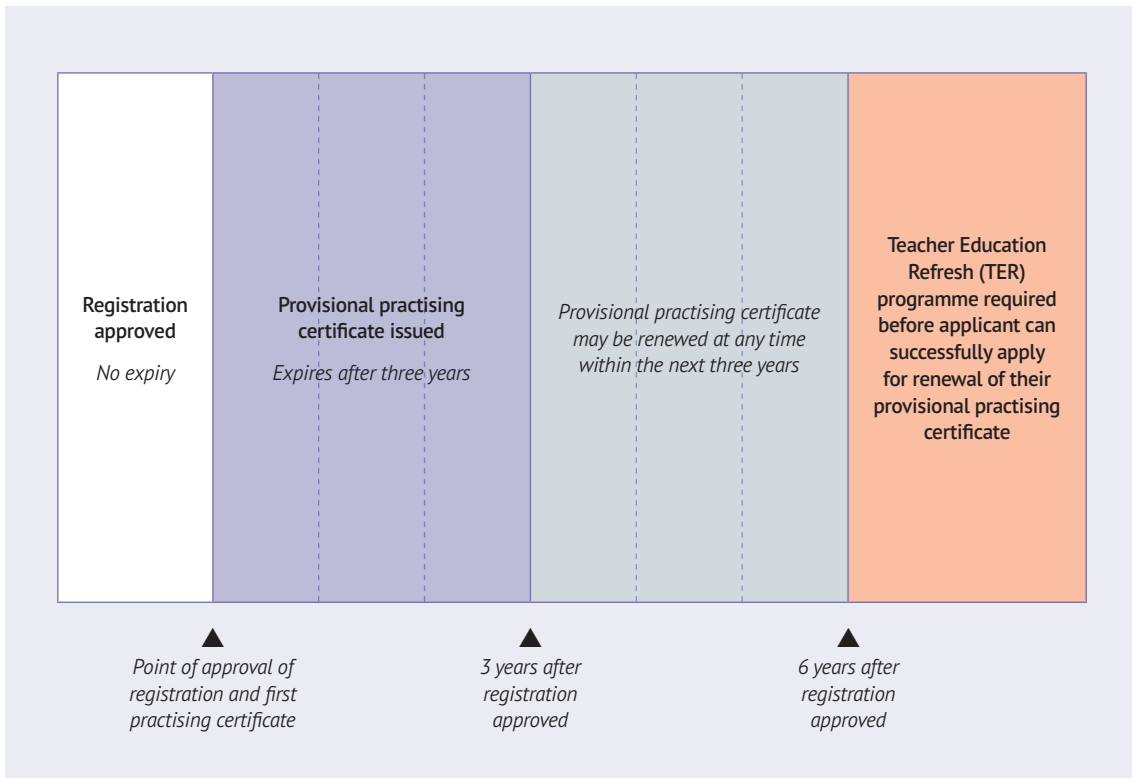 Registration
approved
No expiry
Provisional practising
certificate issued
Expires after three years
Provisional practising certificate
may be renewed at any time
within the next three years
Teacher Education
Refresh (TER)
programme required
before applicant can
successfully apply
for renewal of their
provisional practising
certificate
Point of approval of
registration and first
practising certificate
3 years after
registration
approved
6 years after
registration
approved